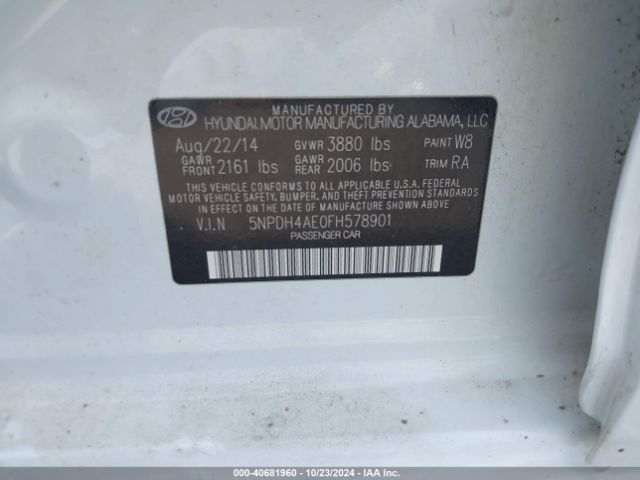 MANUFACTURED BY
HYUNDAI MOTOR MANUFACTURING ALABAMA, LLC
Aug/22/14 GVWR 3880 lbs PAINT W8
GAWR FRONT 2161 lbs GAWR REAR 2006 lbs TRIM RA
THIS VEHICLE CONFORMS TO ALL APPLICABLE U.S.A. FEDERAL
MOTOR VEHICLE SAFETY, BUMPER, AND THEFT PREVENTION
STANDARDS IN EFFECT ON THE DATE OF MANUFACTURE SHOWN ABOVE.
V.I.N 5NPDH4AE0FH578901
PASSENGER CAR
000-40681960 - 10/23/2024 - IAA Inc.